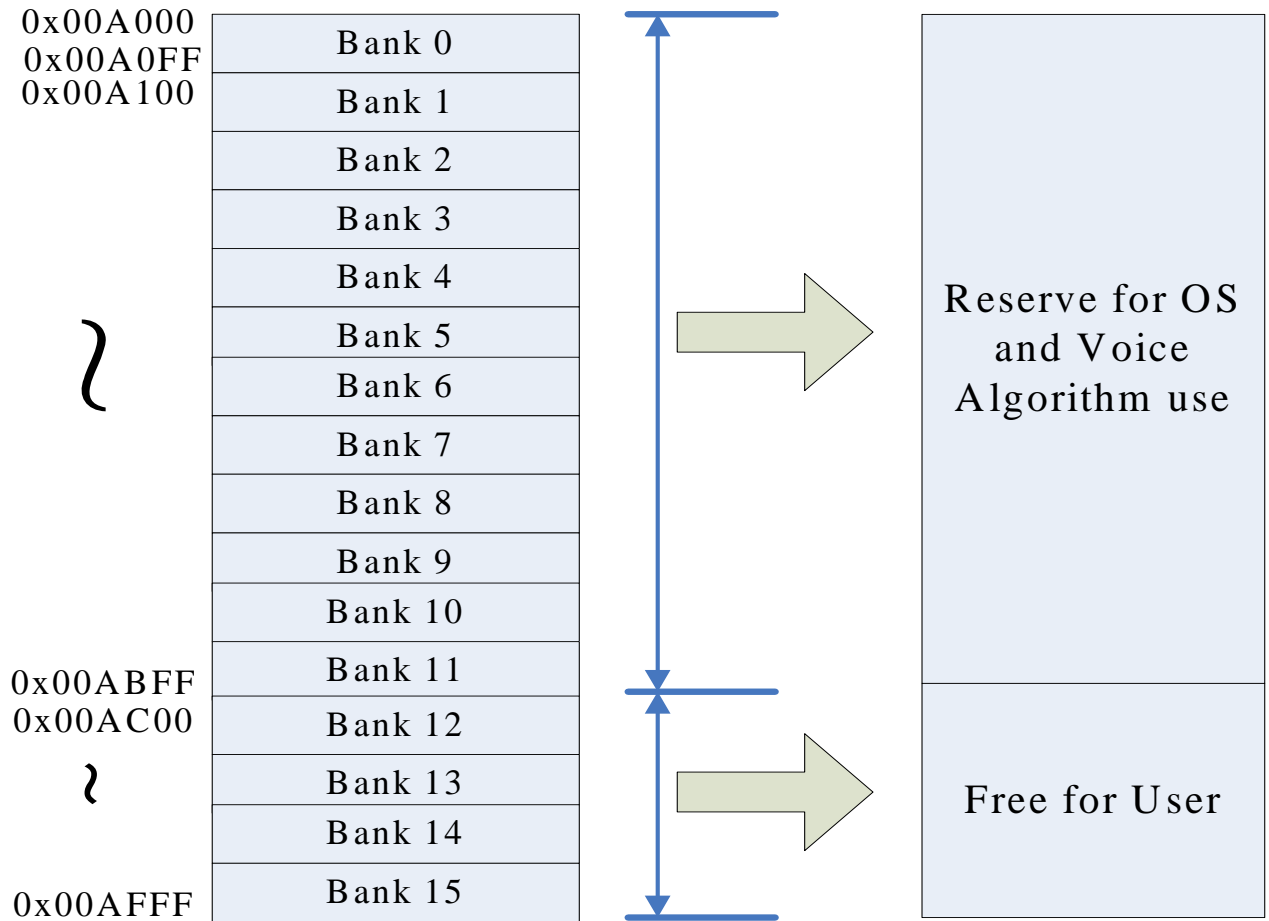 0x00A000
0x00A0FF
0x00A100
Bank 0
Bank 1
Bank 2
Bank 3
Bank 4
Bank 5
Bank 6
Bank 7
Bank 8
Bank 9
Bank 10
Bank 11
Bank 12
Bank 13
Bank 14
Bank 15
~
0x00ABFF
0x00AC00
~
0x00AFFF
Reserve for OS
and Voice
Algorithm use
Free for User